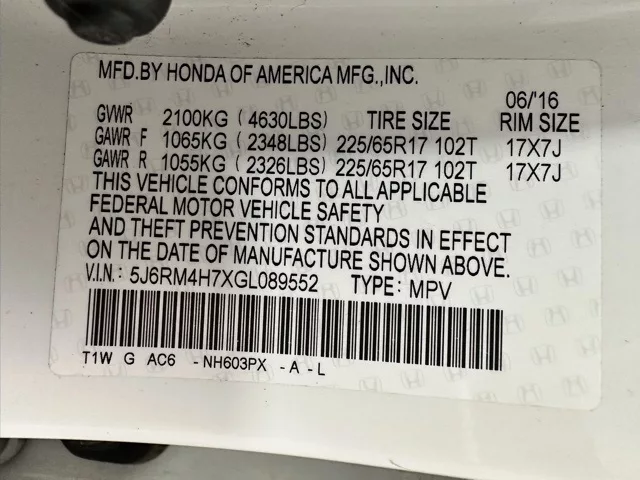 MFD.BY HONDA OF AMERICA MFG.,INC.
06/'16
GVWR 2100KG (4630LBS) TIRE SIZE RIM SIZE
GAWR F 1065KG (2348LBS) 225/65R17 102T 17X7J
GAWR R 1055KG (2326LBS) 225/65R17 102T 17X7J
THIS VEHICLE CONFORMS TO ALL APPLICABLE
FEDERAL MOTOR VEHICLE SAFETY
AND THEFT PREVENTION STANDARDS IN EFFECT
ON THE DATE OF MANUFACTURE SHOWN ABOVE.
V.I.N.: 5J6RM4H7XGL089552 TYPE: MPV
T1W G AC6 - NH603PX - A - L